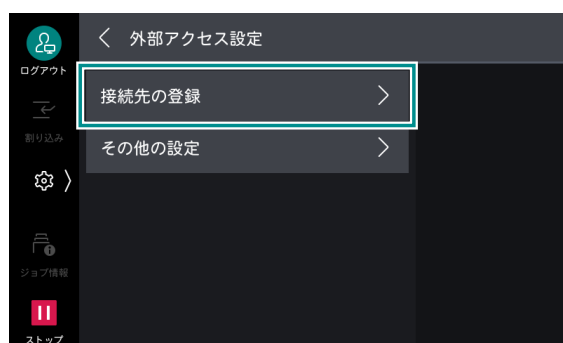 外部アクセス設定
ログアウト
接続先の登録
割り込み
その他の設定
ジョブ情報
ストップ